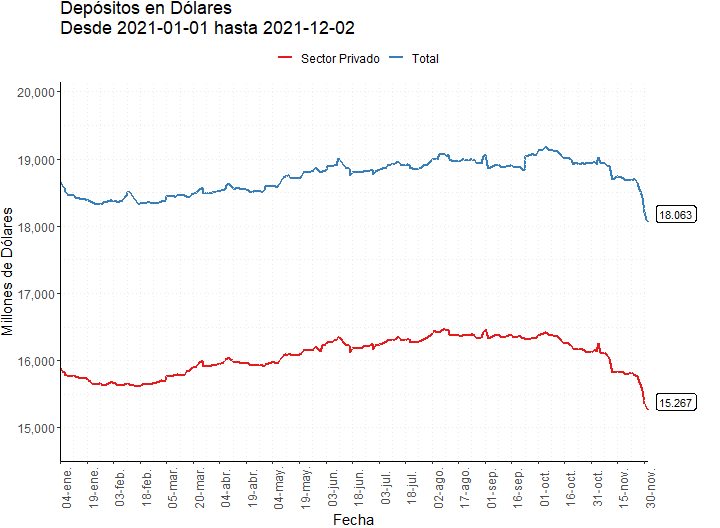 Depósitos en Dólares
Desde 2021-01-01 hasta 2021-12-02
Sector Privado Total
Millones de Dólares
20,000
19,000
18,000
17,000
16,000
15,000
18.063
15.267
04-ene.
19-ene.
03-feb.
18-feb.
05-mar.
20-mar.
04-abr.
19-abr.
04-may.
19-may.
03-jun.
18-jun.
03-jul.
18-jul.
02-ago.
17-ago.
01-sep.
16-sep.
01-oct.
16-oct.
31-oct.
15-nov.
30-nov.
Fecha